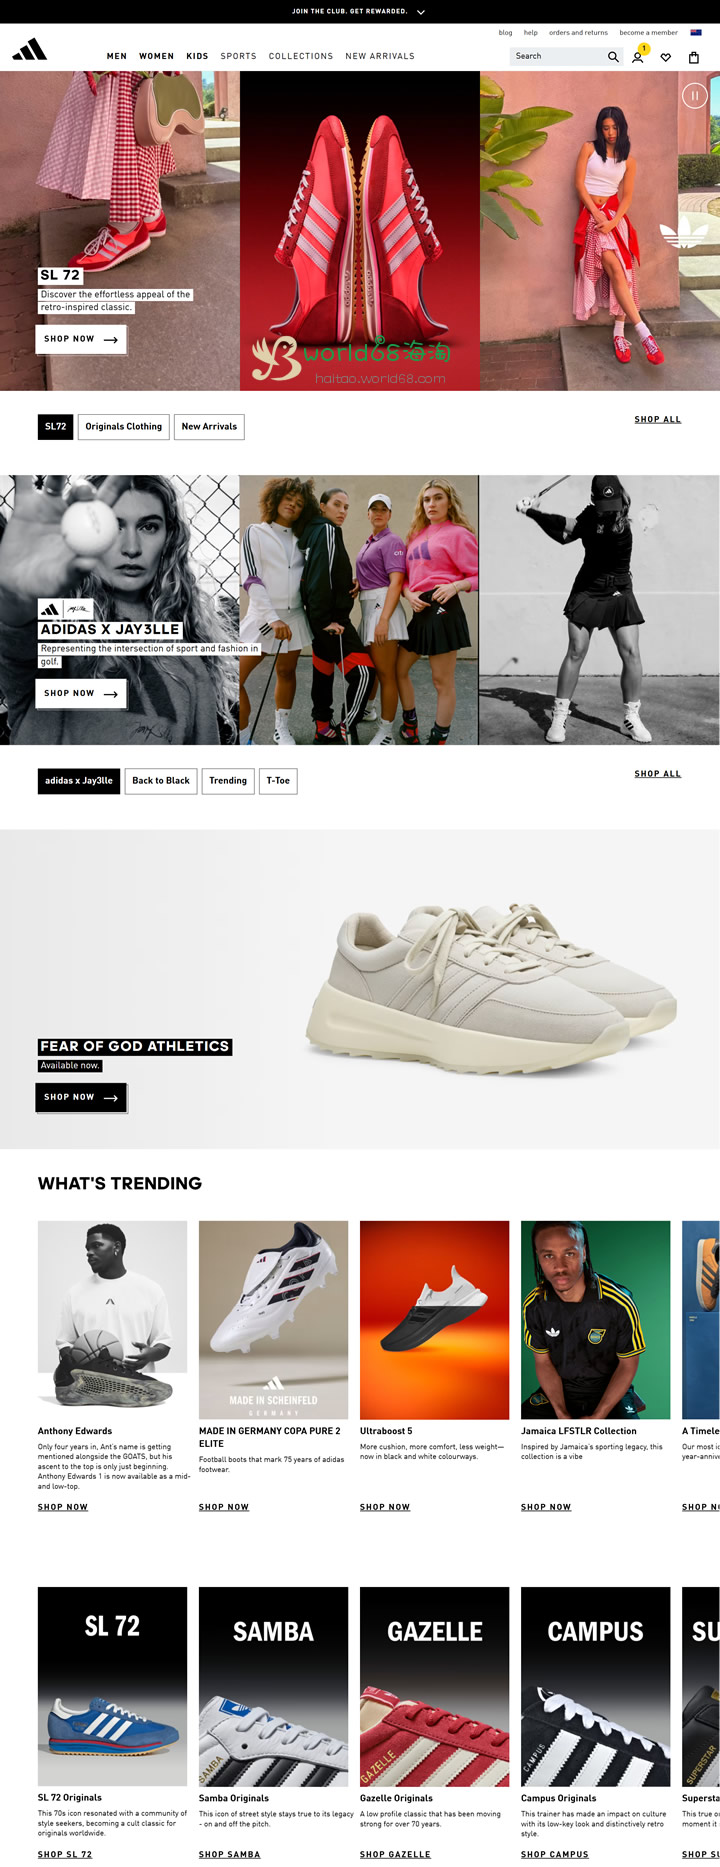 JOIN THE CLUB. GET REWARDED.
blog help orders and returns become a member
MEN WOMEN KIDS SPORTS COLLECTIONS NEW ARRIVALS
Search
1
SL 72
Discover the effortless appeal of the
retro-inspired classic.
SHOP NOW
world68海淘
haitao.world68.com
SL72 Originals Clothing New Arrivals
SHOP ALL
ADIDAS X JAY3LLE
Representing the intersection of sport and fashion in
golf.
SHOP NOW
adidas x Jay3lle Back to Black Trending T-Toe
SHOP ALL
FEAR OF GOD ATHLETICS
Available now.
SHOP NOW
WHAT'S TRENDING
MADE IN SCHEINFELD
GERMANY
Anthony Edwards
Only four years in, Ant's name is getting
mentioned alongside the GOATS, but his
ascent to the top is only just beginning.
Anthony Edwards 1 is now available as a mid-
and low-top.
SHOP NOW
MADE IN GERMANY COPA PURE 2
ELITE
Football boots that mark 75 years of adidas
footwear.
SHOP NOW
Ultraboost 5
More cushion, more comfort, less weight—
now in black and white colourways.
SHOP NOW
Jamaica LFSTLR Collection
Inspired by Jamaica's sporting legacy, this
collection is a vibe
SHOP NOW
A Timele
Our most ic
year-anniv
SHOP N
SL 72
SL 72 Originals
This 70s icon resonated with a community of
style seekers, becoming a cult classic for
originals worldwide.
SHOP SL 72
SAMBA
SAMBA
Samba Originals
This icon of street style stays true to its legacy
- on and off the pitch.
SHOP SAMBA
GAZELLE
GAZELLE
Gazelle Originals
A low profile classic that has been moving
strong for over 70 years.
SHOP GAZELLE
CAMPUS
CAMPUS
Campus Originals
This trainer has made an impact on culture
with its low-key look and distinctively retro
style.
SHOP CAMPUS
SU
SUPERSTAR
Supersta
This true o
moment i
SHOP SU